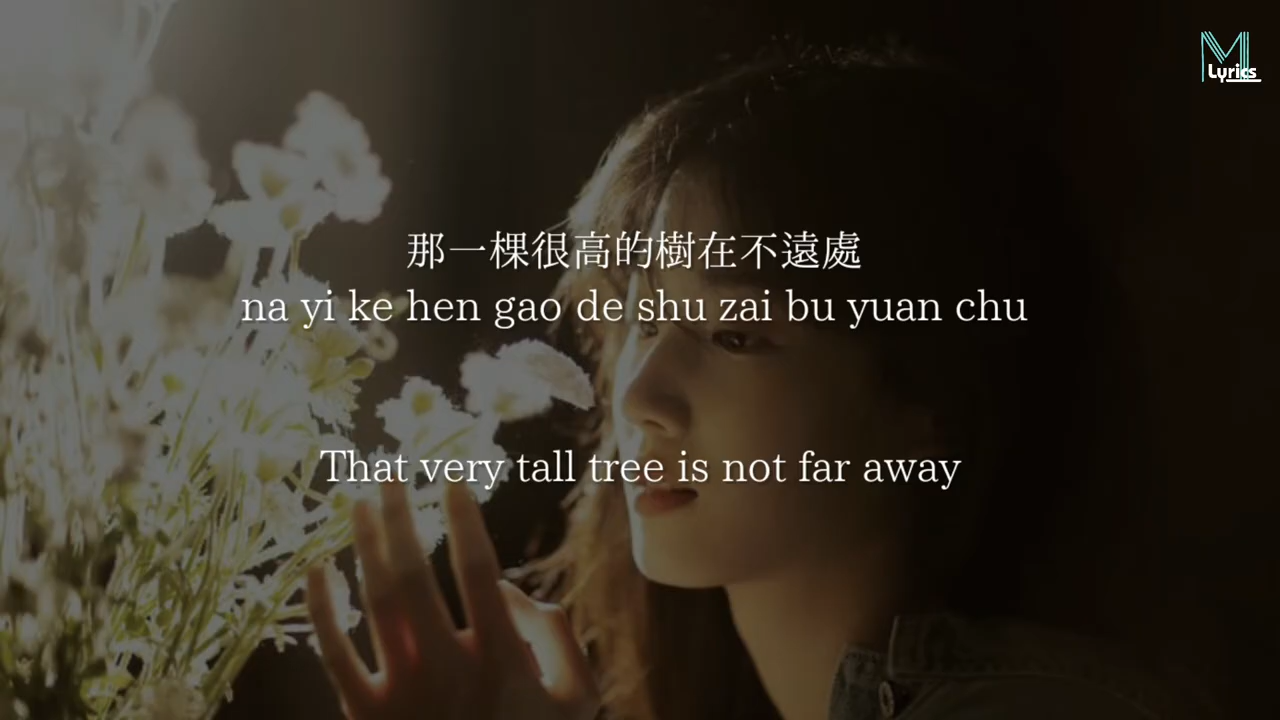 M
Lyrics
那一棵很高的樹在不遠處
na yi ke hen gao de shu zai bu yuan chu
That very tall tree is not far away